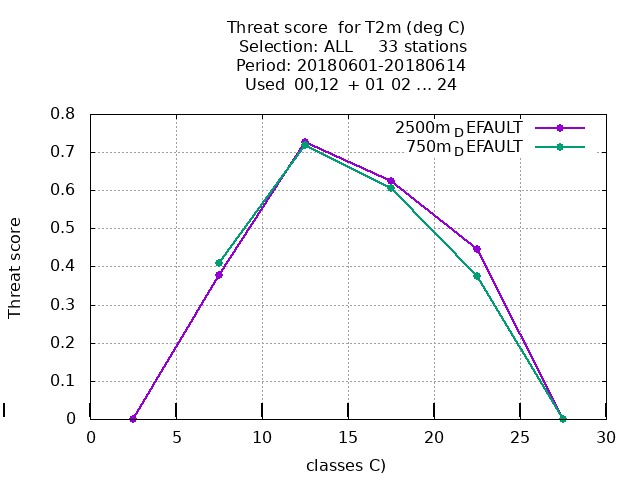 Threat score  for T2m (deg C)
Selection: ALL     33 stations
Period: 20180601-20180614
Used  00,12  + 01 02 ... 24
2500m_DEFAULT
750m_DEFAULT
Threat score
0.8
0.7
0.6
0.5
0.4
0.3
0.2
0.1
0
0 5 10 15 20 25 30
classes C)